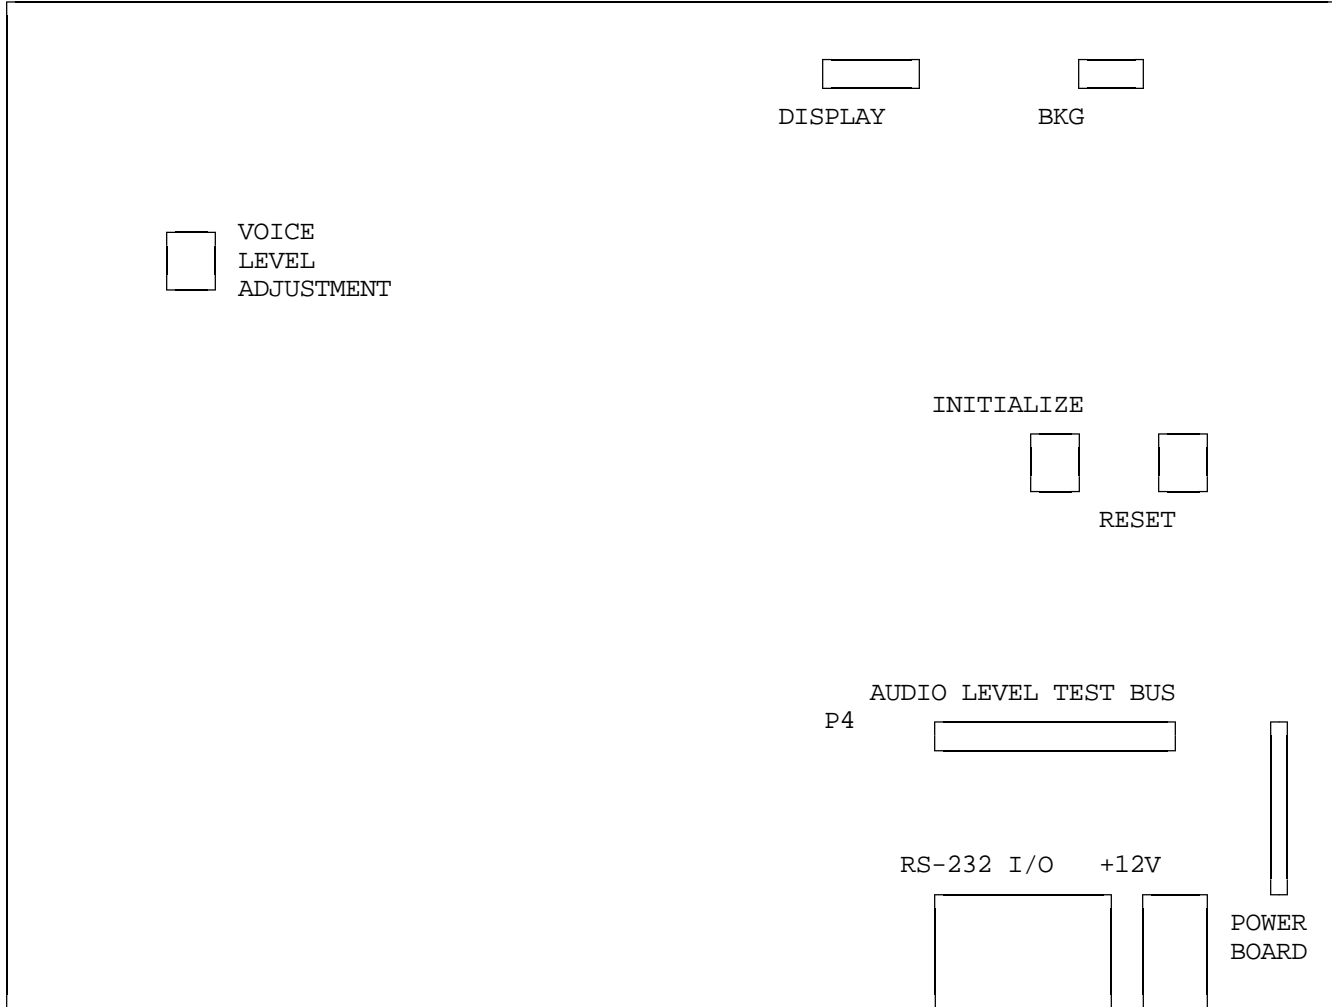 DISPLAY BKG
VOICE
LEVEL
ADJUSTMENT
INITIALIZE
RESET
AUDIO LEVEL TEST BUS
P4
RS-232 I/O +12V
POWER
BOARD